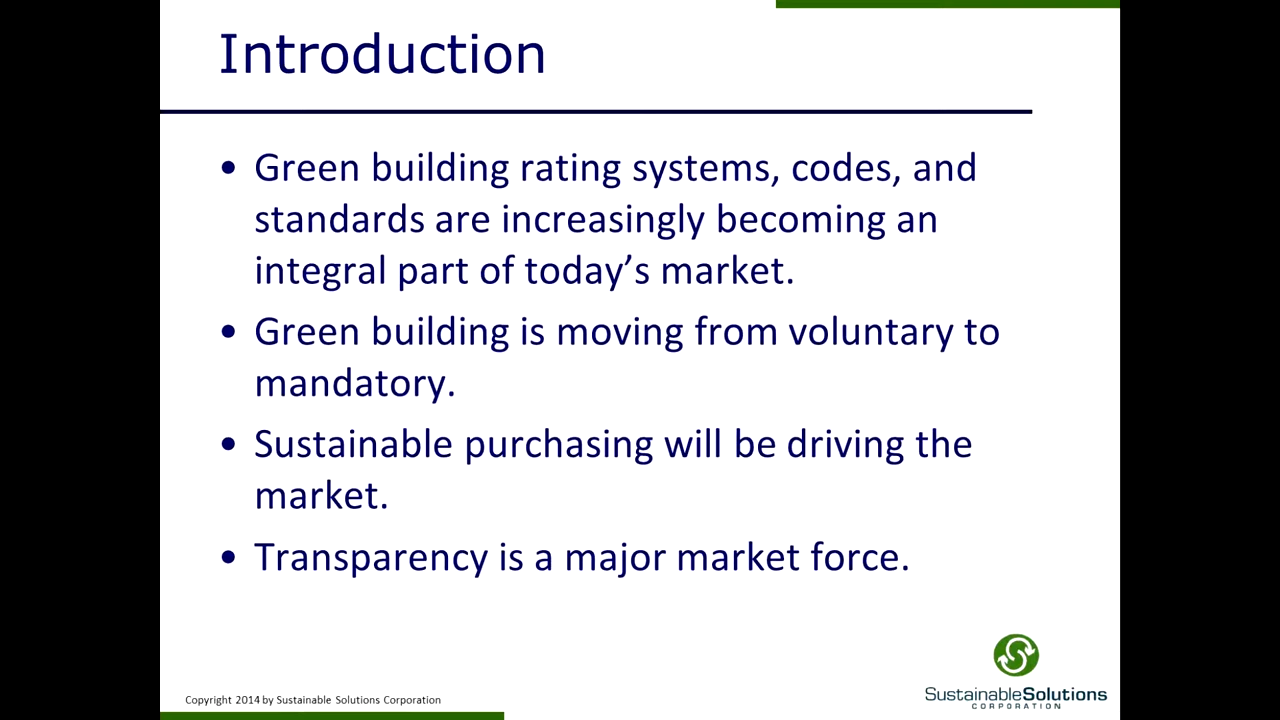 Introduction
• Green building rating systems, codes, and
standards are increasingly becoming an
integral part of today’s market.
• Green building is moving from voluntary to
mandatory.
• Sustainable purchasing will be driving the
market.
• Transparency is a major market force.
Copyright 2014 by Sustainable Solutions Corporation
SustainableSolutions
CORPORATION